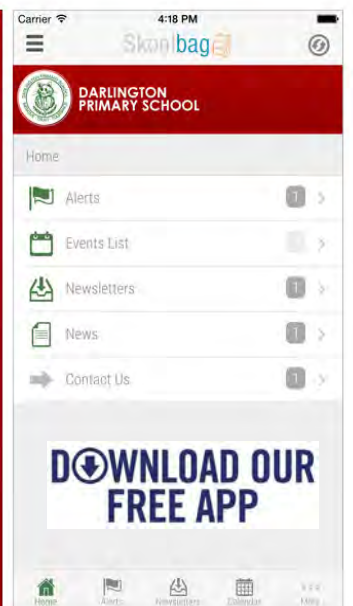 Carrier 4:18 PM
Skoolbag
DARLINGTON
PRIMARY SCHOOL
Home
Alerts 1
Events List
Newsletters 1
News 1
Contact Us 1
DOWNLOAD OUR
FREE APP
Home Alerts Newsletters Calendar More